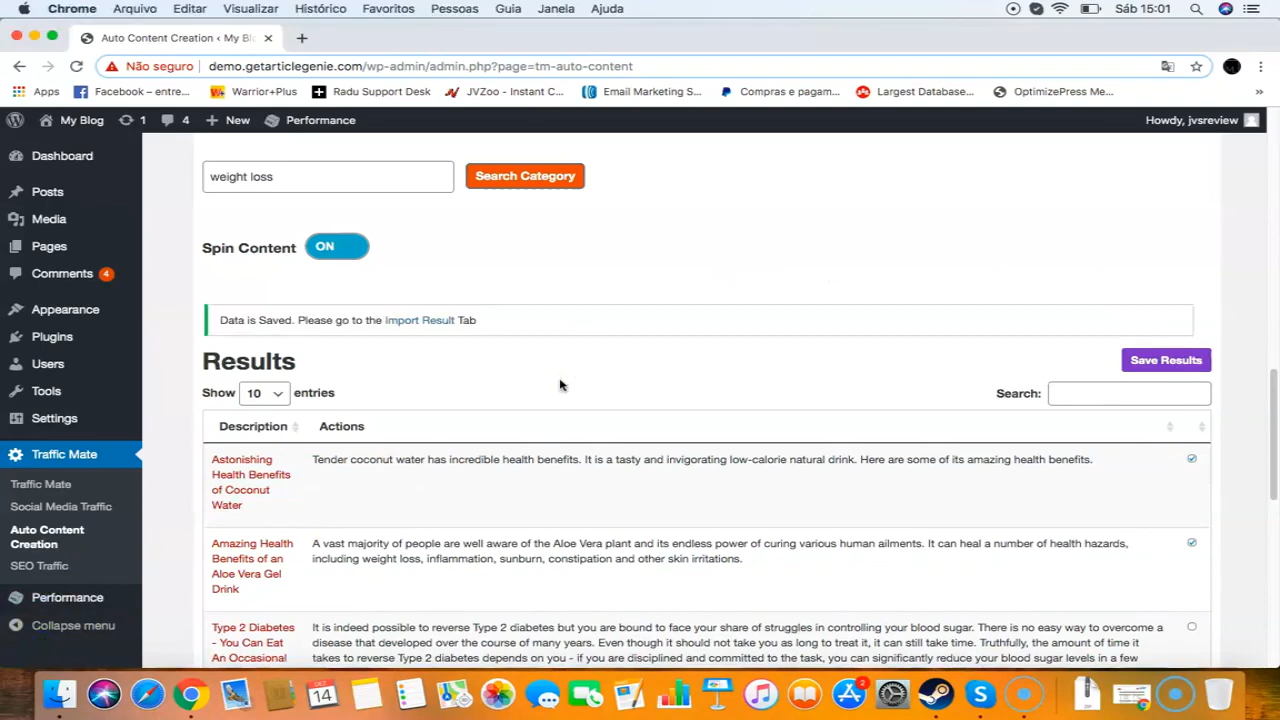 Chrome Arquivo Editar Visualizar Histórico Favoritos Pessoas Guia Janela Ajuda Sáb 15:01
Auto Content Creation ‹ My Blo
Não seguro demo.getarticlegenie.com/wp-admin/admin.php?page=tm-auto-content
Apps Facebook – entre... Warrior+Plus Radu Support Desk JVZoo - Instant C... Email Marketing S... Compras e pagam... Largest Database... OptimizePress Me... »
My Blog 1 4 + New Performance Howdy, jvsreview
Dashboard
Posts
Media
Pages
Comments 4
Appearance
Plugins
Users
Tools
Settings
Traffic Mate
Traffic Mate
Social Media Traffic
Auto Content
Creation
SEO Traffic
Performance
Collapse menu
weight loss Search Category
Spin Content ON
Data is Saved. Please go to the Import Result Tab
Results Save Results
Show 10 entries Search:
Description Actions
Astonishing
Health Benefits
of Coconut
Water
Tender coconut water has incredible health benefits. It is a tasty and invigorating low-calorie natural drink. Here are some of its amazing health benefits.
Amazing Health
Benefits of an
Aloe Vera Gel
Drink
A vast majority of people are well aware of the Aloe Vera plant and its endless power of curing various human ailments. It can heal a number of health hazards,
including weight loss, inflammation, sunburn, constipation and other skin irritations.
Type 2 Diabetes
- You Can Eat
An Occasional
It is indeed possible to reverse Type 2 diabetes but you are bound to face your share of struggles in controlling your blood sugar. There is no easy way to overcome a
disease that developed over the course of many years. Even though it should not take you as long to treat it, it can still take time. Truthfully, the amount of time it
takes to reverse Type 2 diabetes depends on you - if you are disciplined and committed to the task, you can significantly reduce your blood sugar levels in a few
DEC
14
2